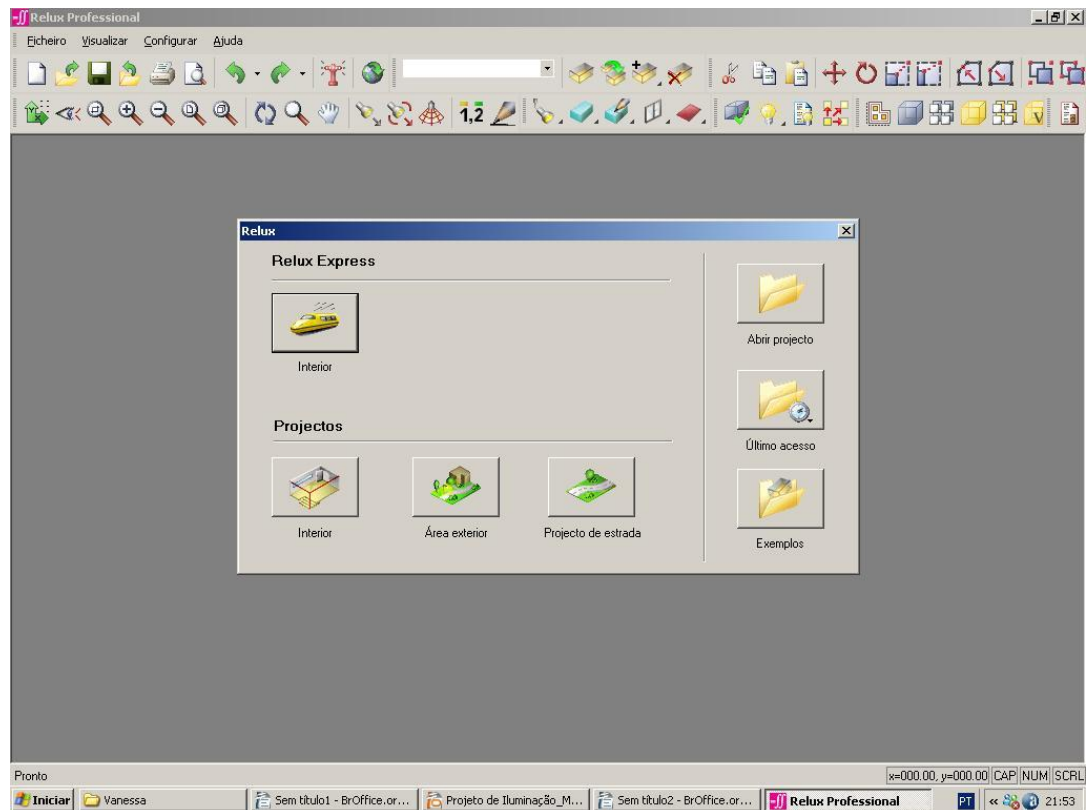 Relux Professional
Ficheiro Visualizar Configurar Ajuda
1,2
Relux
Relux Express
Interior
Projectos
Interior Área exterior Projecto de estrada
Abrir projecto
Último acesso
Exemplos
Pronto
x=000.00, y=000.00 CAP NUM SCRL
Iniciar Vanessa Sem título1 - BrOffice.or... Projeto de Iluminação_M... Sem título2 - BrOffice.or... Relux Professional PT 21:53